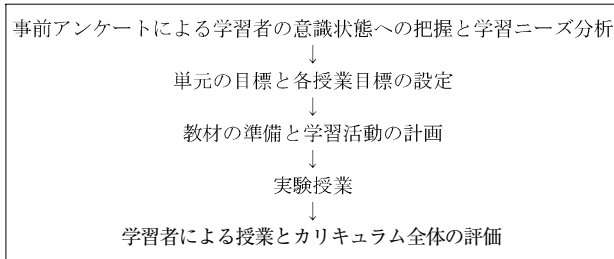 事前アンケートによる学習者の意識状態への把握と学習ニーズ分析
↓
単元の目標と各授業目標の設定
↓
教材の準備と学習活動の計画
↓
実験授業
↓
学習者による授業とカリキュラム全体の評価